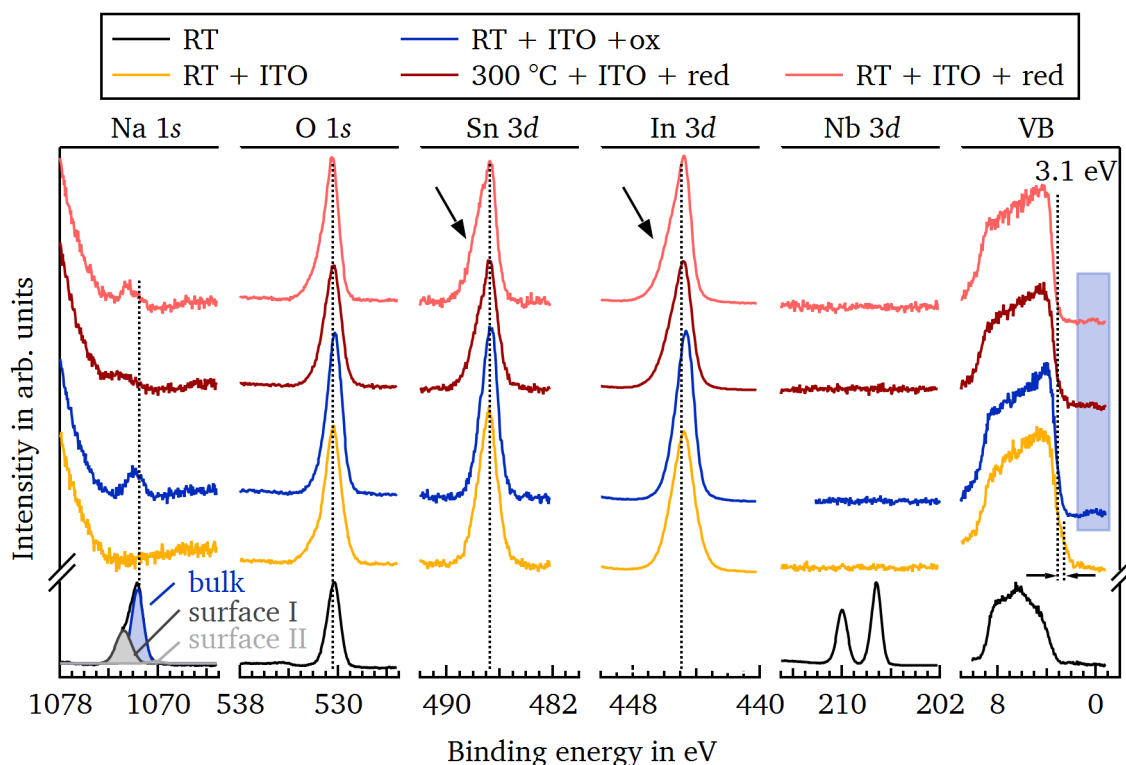 RT
RT + ITO +ox
RT + ITO
300 °C + ITO + red
RT + ITO + red
Na 1s
O 1s
Sn 3d
In 3d
Nb 3d
VB
3.1 eV
Intensitiy in arb. units
bulk
surface I
surface II
1078 1070 538 530 490 482 448 440 210 202 8 0
Binding energy in eV